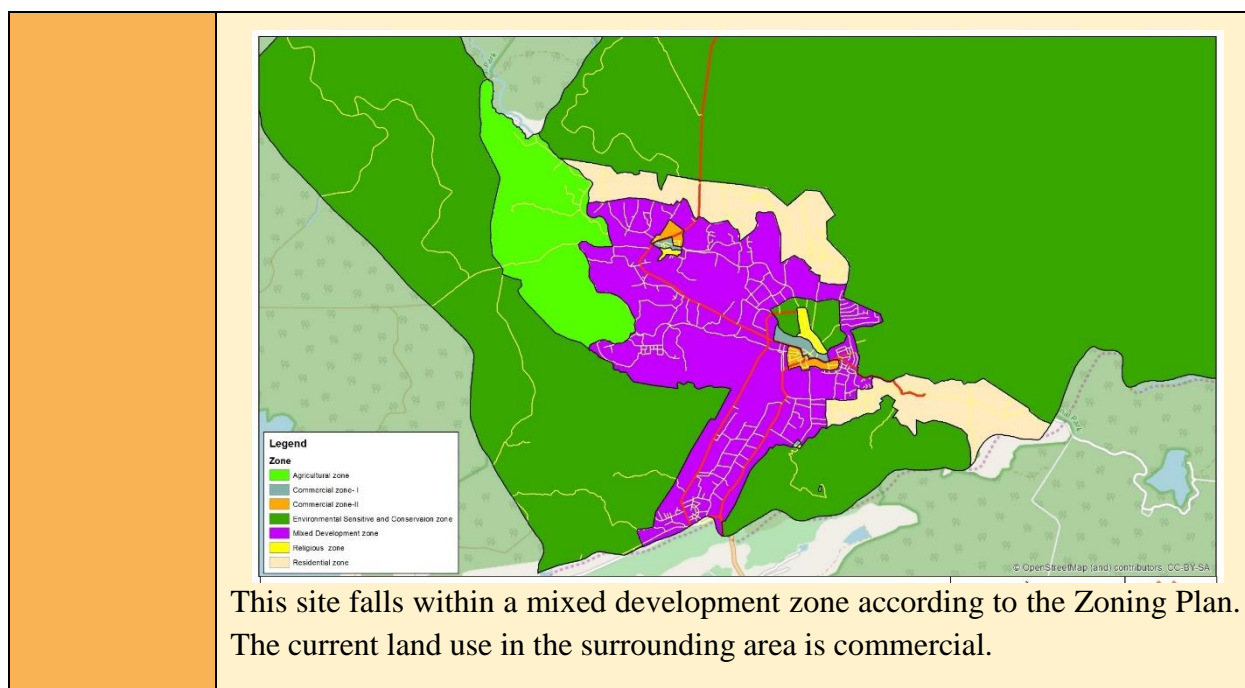 Legend
Zone
Agricultural zone
Commercial zone- I
Commercial zone-II
Environmental Sensitive and Conservaion zone
Mixed Development zone
Religious zone
Residential zone
© OpenStreetMap (and) contributors, CC-BY-SA
This site falls within a mixed development zone according to the Zoning Plan.
The current land use in the surrounding area is commercial.